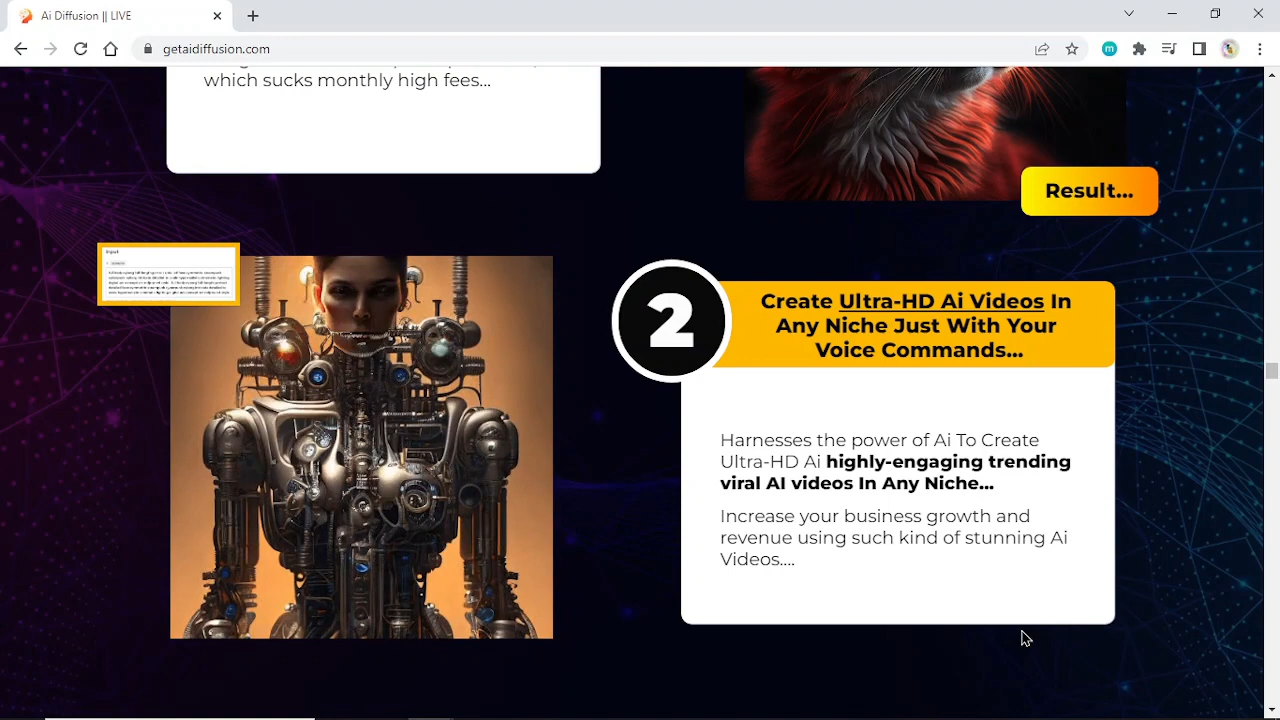 Ai Diffusion || LIVE
getaidiffusion.com
which sucks monthly high fees...
Result...
2
Create Ultra-HD Ai Videos In
Any Niche Just With Your
Voice Commands...
Harnesses the power of Ai To Create
Ultra-HD Ai highly-engaging trending
viral AI videos In Any Niche...
Increase your business growth and
revenue using such kind of stunning Ai
Videos....